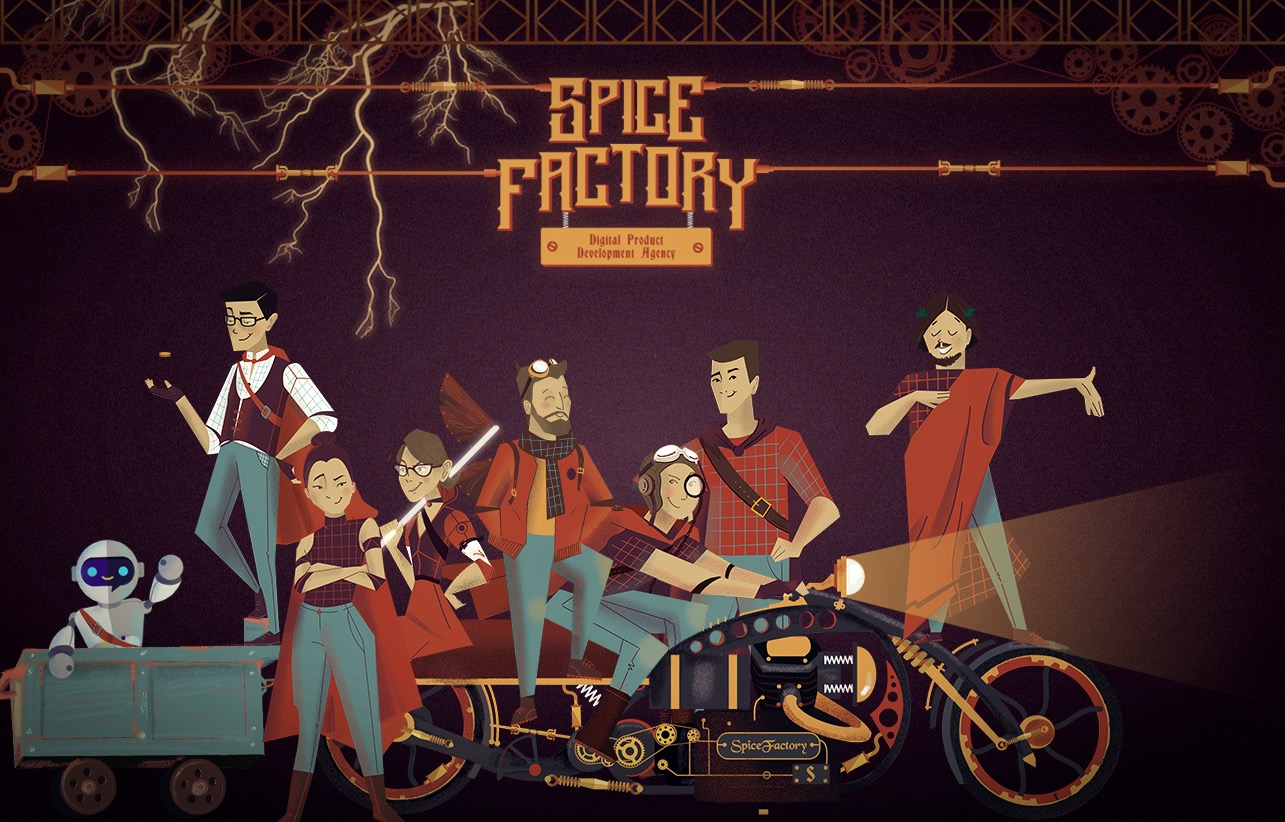 SPICE
FACTORY
Digital Product
Development Agency
SpiceFactory
$